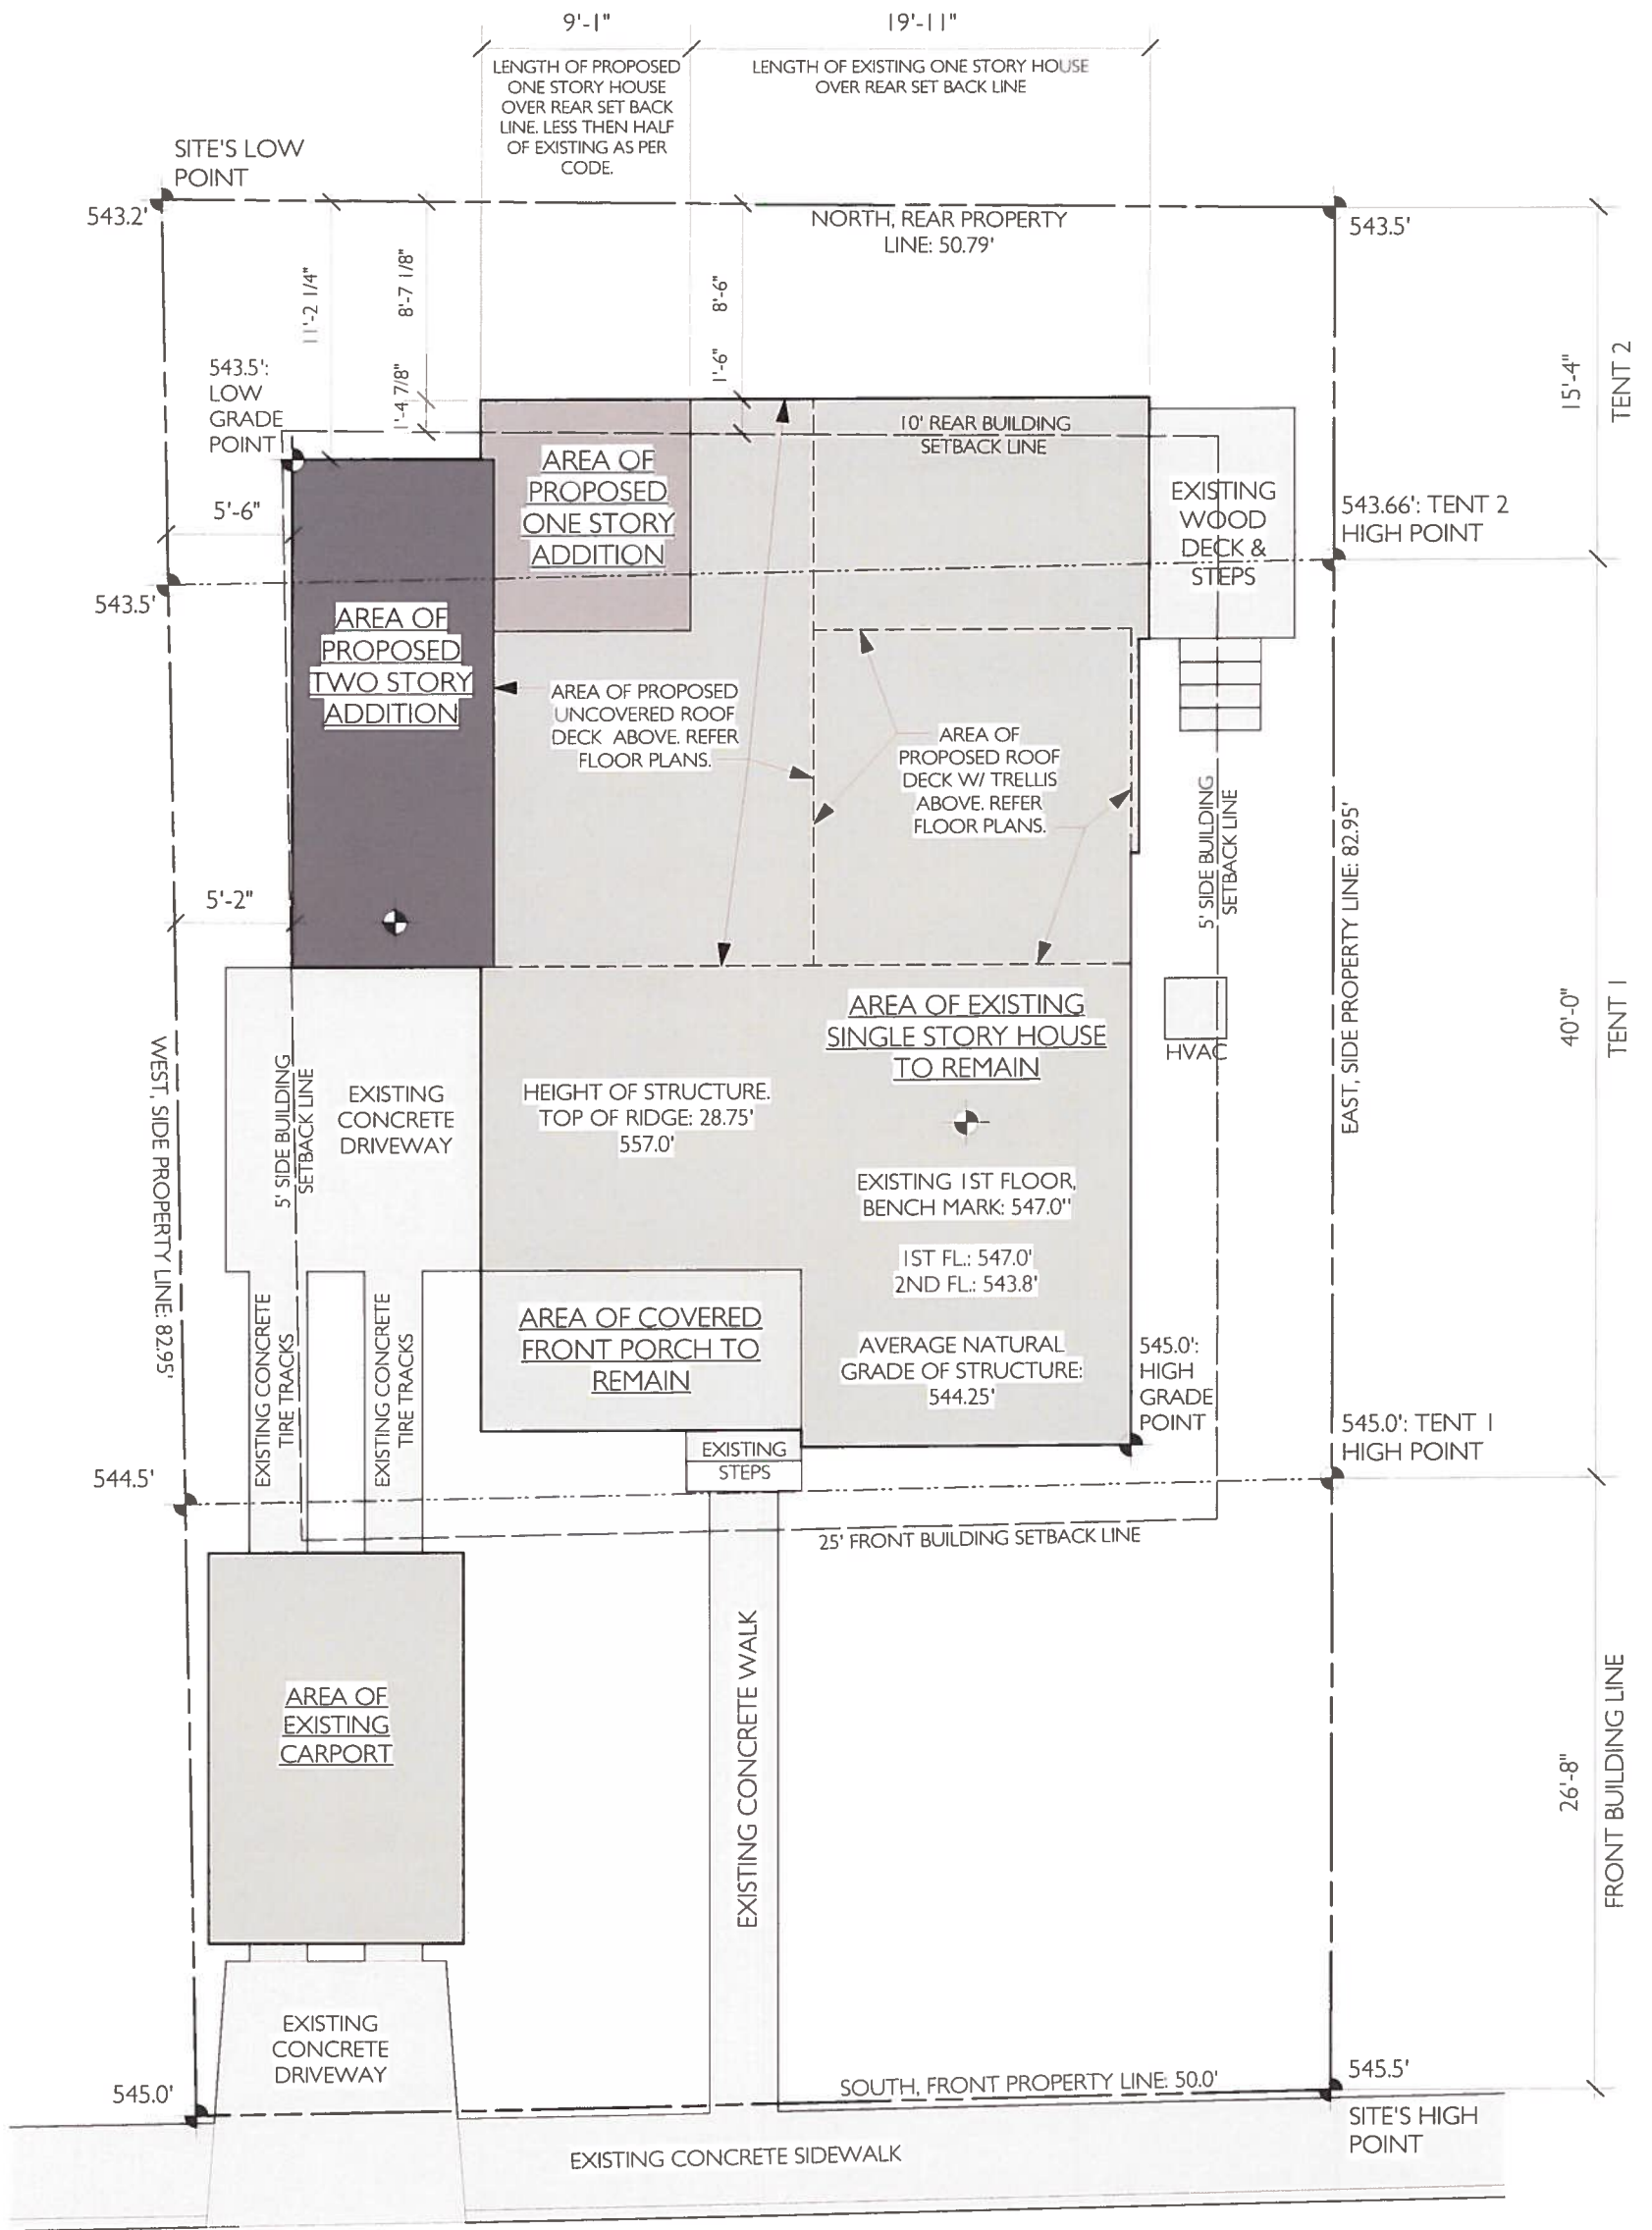 9'-1"
19'-11"
LENGTH OF PROPOSED
ONE STORY HOUSE
OVER REAR SET BACK
LINE. LESS THEN HALF
OF EXISTING AS PER
CODE.
LENGTH OF EXISTING ONE STORY HOUSE
OVER REAR SET BACK LINE
SITE'S LOW
POINT
543.2'
NORTH, REAR PROPERTY
LINE: 50.79'
543.5'
11'-2 1/4"
8'-7 1/8"
8'-6"
1'-4 7/8"
1'-6"
15'-4"
TENT 2
543.5':
LOW
GRADE
POINT
10' REAR BUILDING
SETBACK LINE
AREA OF
PROPOSED
ONE STORY
ADDITION
EXISTING
WOOD
DECK &
STEPS
543.66': TENT 2
HIGH POINT
5'-6"
543.5'
AREA OF
PROPOSED
TWO STORY
ADDITION
AREA OF PROPOSED
UNCOVERED ROOF
DECK ABOVE. REFER
FLOOR PLANS.
AREA OF
PROPOSED ROOF
DECK W/ TRELLIS
ABOVE. REFER
FLOOR PLANS.
5' SIDE BUILDING
SETBACK LINE
EAST, SIDE PROPERTY LINE: 82.95'
5'-2"
40'-0"
TENT 1
AREA OF EXISTING
SINGLE STORY HOUSE
TO REMAIN
HVAC
WEST, SIDE PROPERTY LINE: 82.95'
5' SIDE BUILDING
SETBACK LINE
EXISTING
CONCRETE
DRIVEWAY
HEIGHT OF STRUCTURE.
TOP OF RIDGE: 28.75'
557.0'
EXISTING 1ST FLOOR,
BENCH MARK: 547.0"
1ST FL.: 547.0'
2ND FL.: 543.8'
EXISTING CONCRETE
TIRE TRACKS
EXISTING CONCRETE
TIRE TRACKS
AREA OF COVERED
FRONT PORCH TO
REMAIN
AVERAGE NATURAL
GRADE OF STRUCTURE:
544.25'
545.0':
HIGH
GRADE
POINT
545.0': TENT 1
HIGH POINT
EXISTING
STEPS
544.5'
25' FRONT BUILDING SETBACK LINE
AREA OF
EXISTING
CARPORT
EXISTING CONCRETE WALK
26'-8"
FRONT BUILDING LINE
EXISTING
CONCRETE
DRIVEWAY
545.0'
SOUTH, FRONT PROPERTY LINE: 50.0'
545.5'
SITE'S HIGH
POINT
EXISTING CONCRETE SIDEWALK